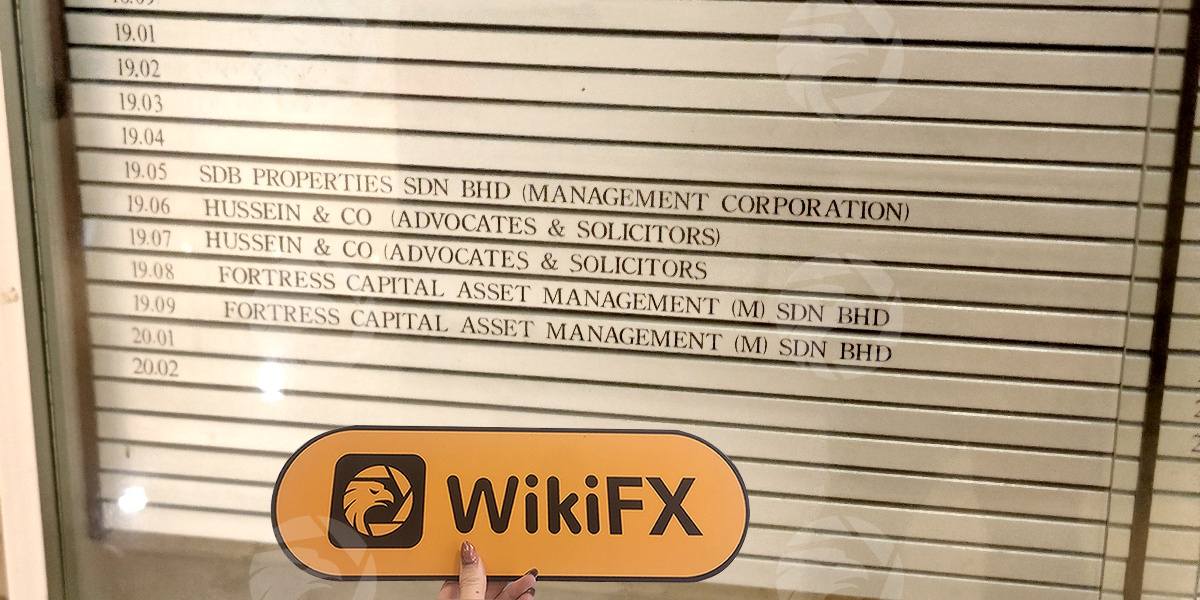 19.01
19.02
19.03
19.04
19.05 SDB PROPERTIES SDN BHD (MANAGEMENT CORPORATION)
19.06 HUSSEIN & CO (ADVOCATES & SOLICITORS)
19.07 HUSSEIN & CO (ADVOCATES & SOLICITORS
19.08 FORTRESS CAPITAL ASSET MANAGEMENT (M) SDN BHD
19.09 FORTRESS CAPITAL ASSET MANAGEMENT (M) SDN BHD
20.01
20.02
WikiFX